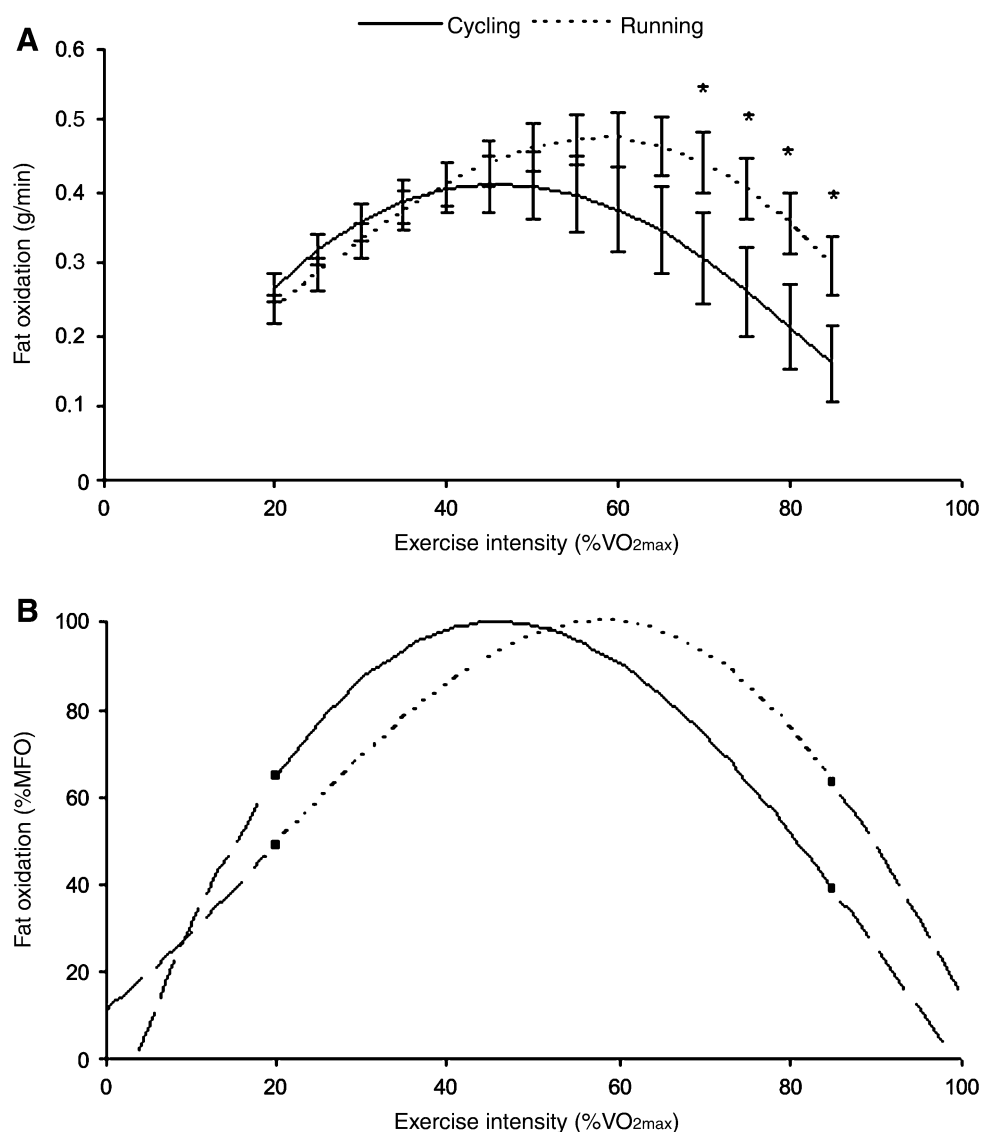 Cycling Running
A
0.6
0.5
0.4
0.3
0.2
0.1
0
Fat oxidation (g/min)
* * * *
0 20 40 60 80 100
Exercise intensity (%VO2max)
B
100
80
60
40
20
0
Fat oxidation (%MFO)
0 20 40 60 80 100
Exercise intensity (%VO2max)